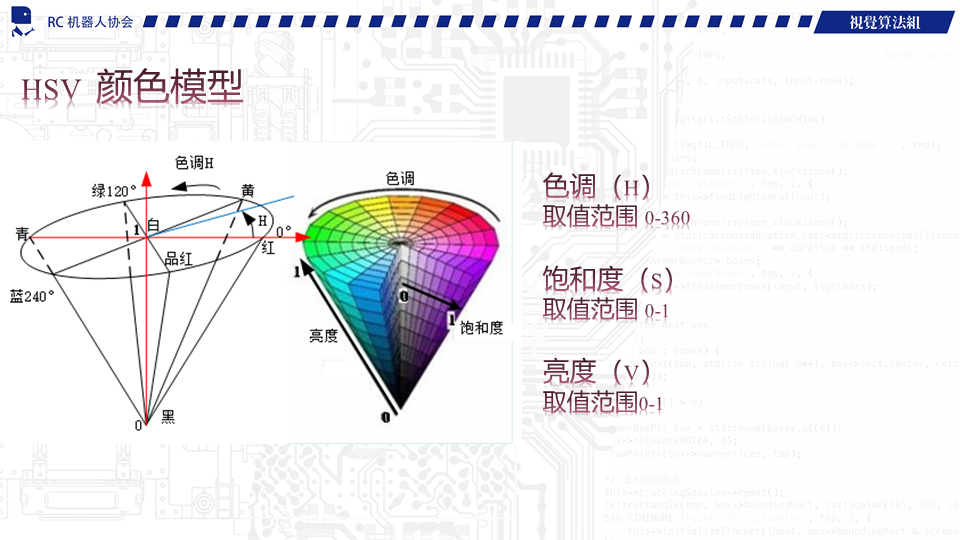 RC 机器人协会
視覺算法組
HSV 颜色模型
色调H
绿120°
黄
青
1
白
H
0°
红
品红
蓝240°
0
黑
色调
1
0
1
饱和度
亮度
0
色调（H）
取值范围 0-360
饱和度（S）
取值范围 0-1
亮度（V）
取值范围0-1